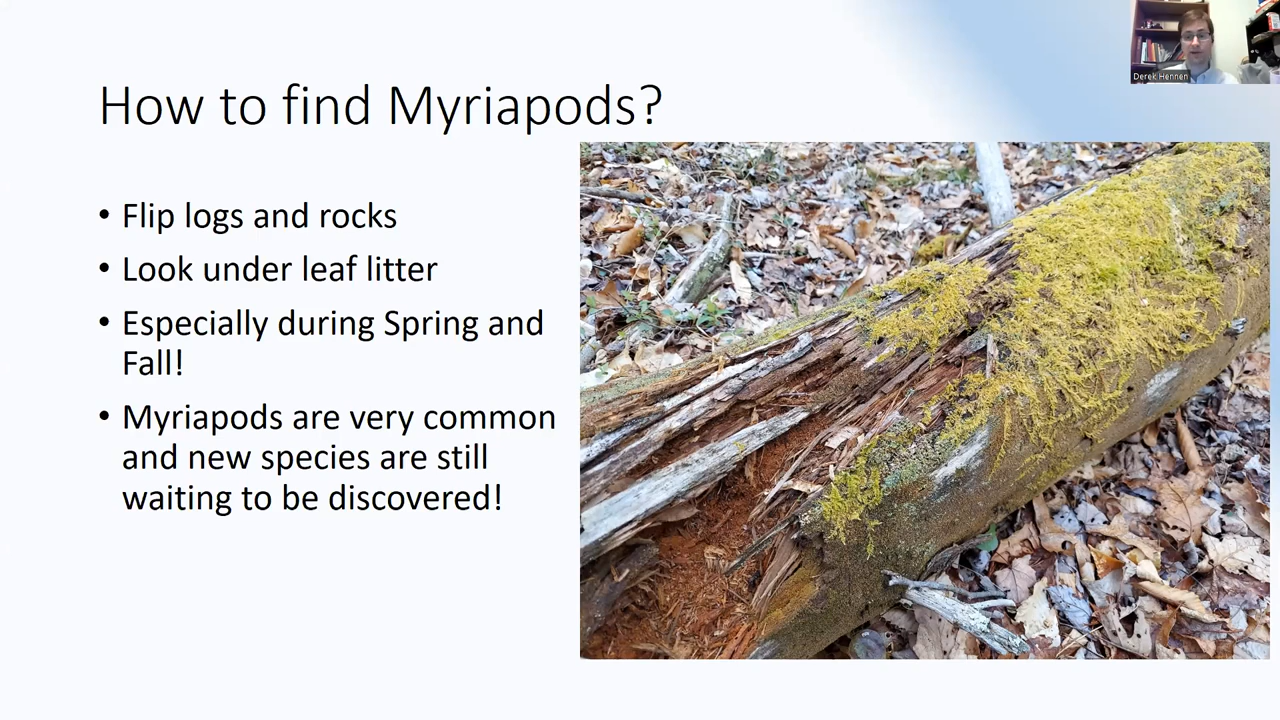 Derek Hennen
How to find Myriapods?
• Flip logs and rocks
• Look under leaf litter
• Especially during Spring and
Fall!
• Myriapods are very common
and new species are still
waiting to be discovered!